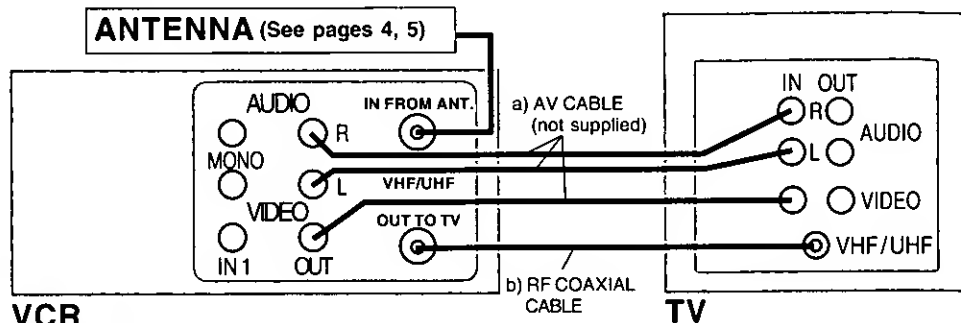 ANTENNA (See pages 4, 5)
AUDIO
IN FROM ANT.
R
MONO
L
VHF/UHF
VIDEO
OUT TO TV
IN 1
OUT
VCR
a) AV CABLE
(not supplied)
b) RF COAXIAL
CABLE
IN OUT
R
AUDIO
L
VIDEO
VHF/UHF
TV